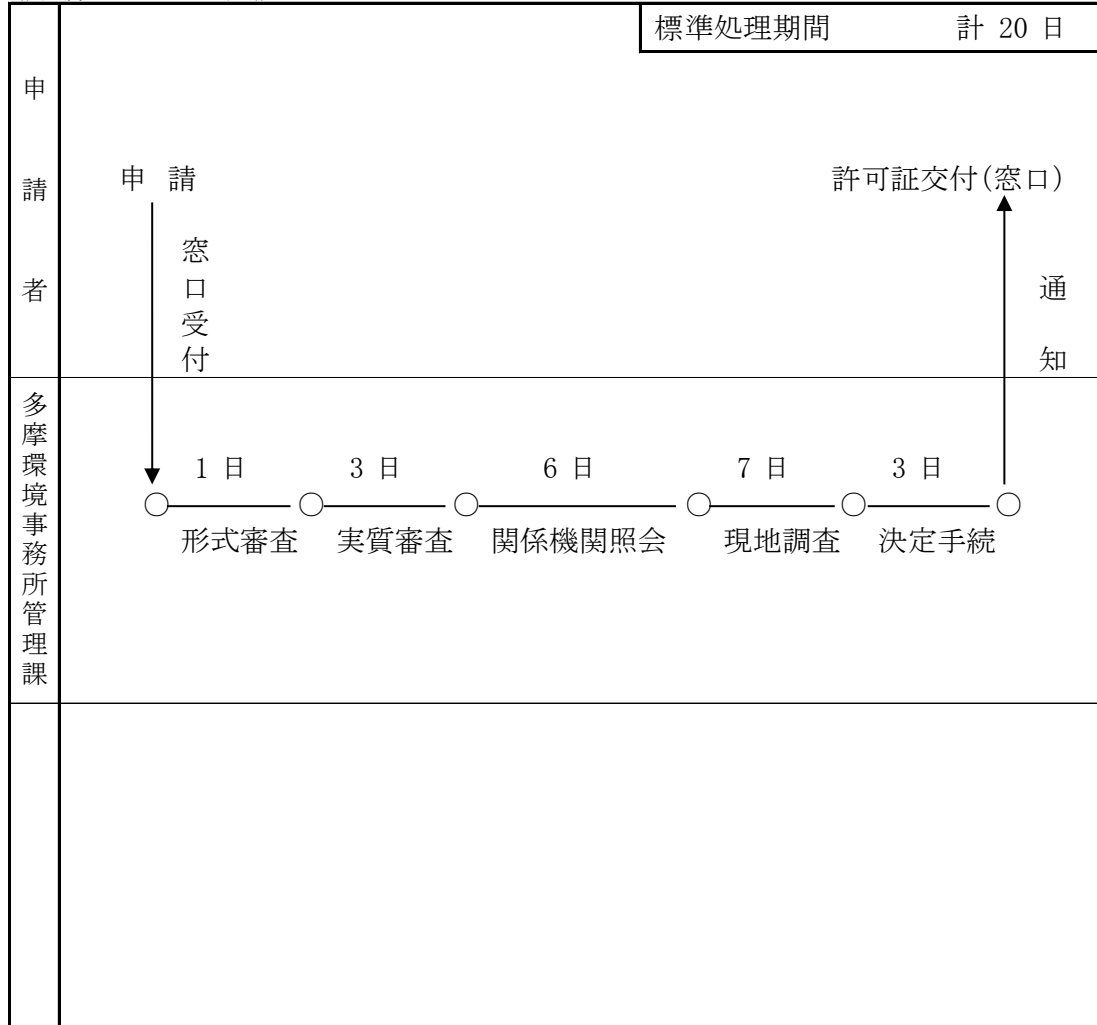 標準処理期間 計 20 日
申請者
申 請
許可証交付(窓口)
窓口受付
通知
多摩環境事務所管理課
1 日 3 日 6 日 7 日 3 日
形式審査 実質審査 関係機関照会 現地調査 決定手続